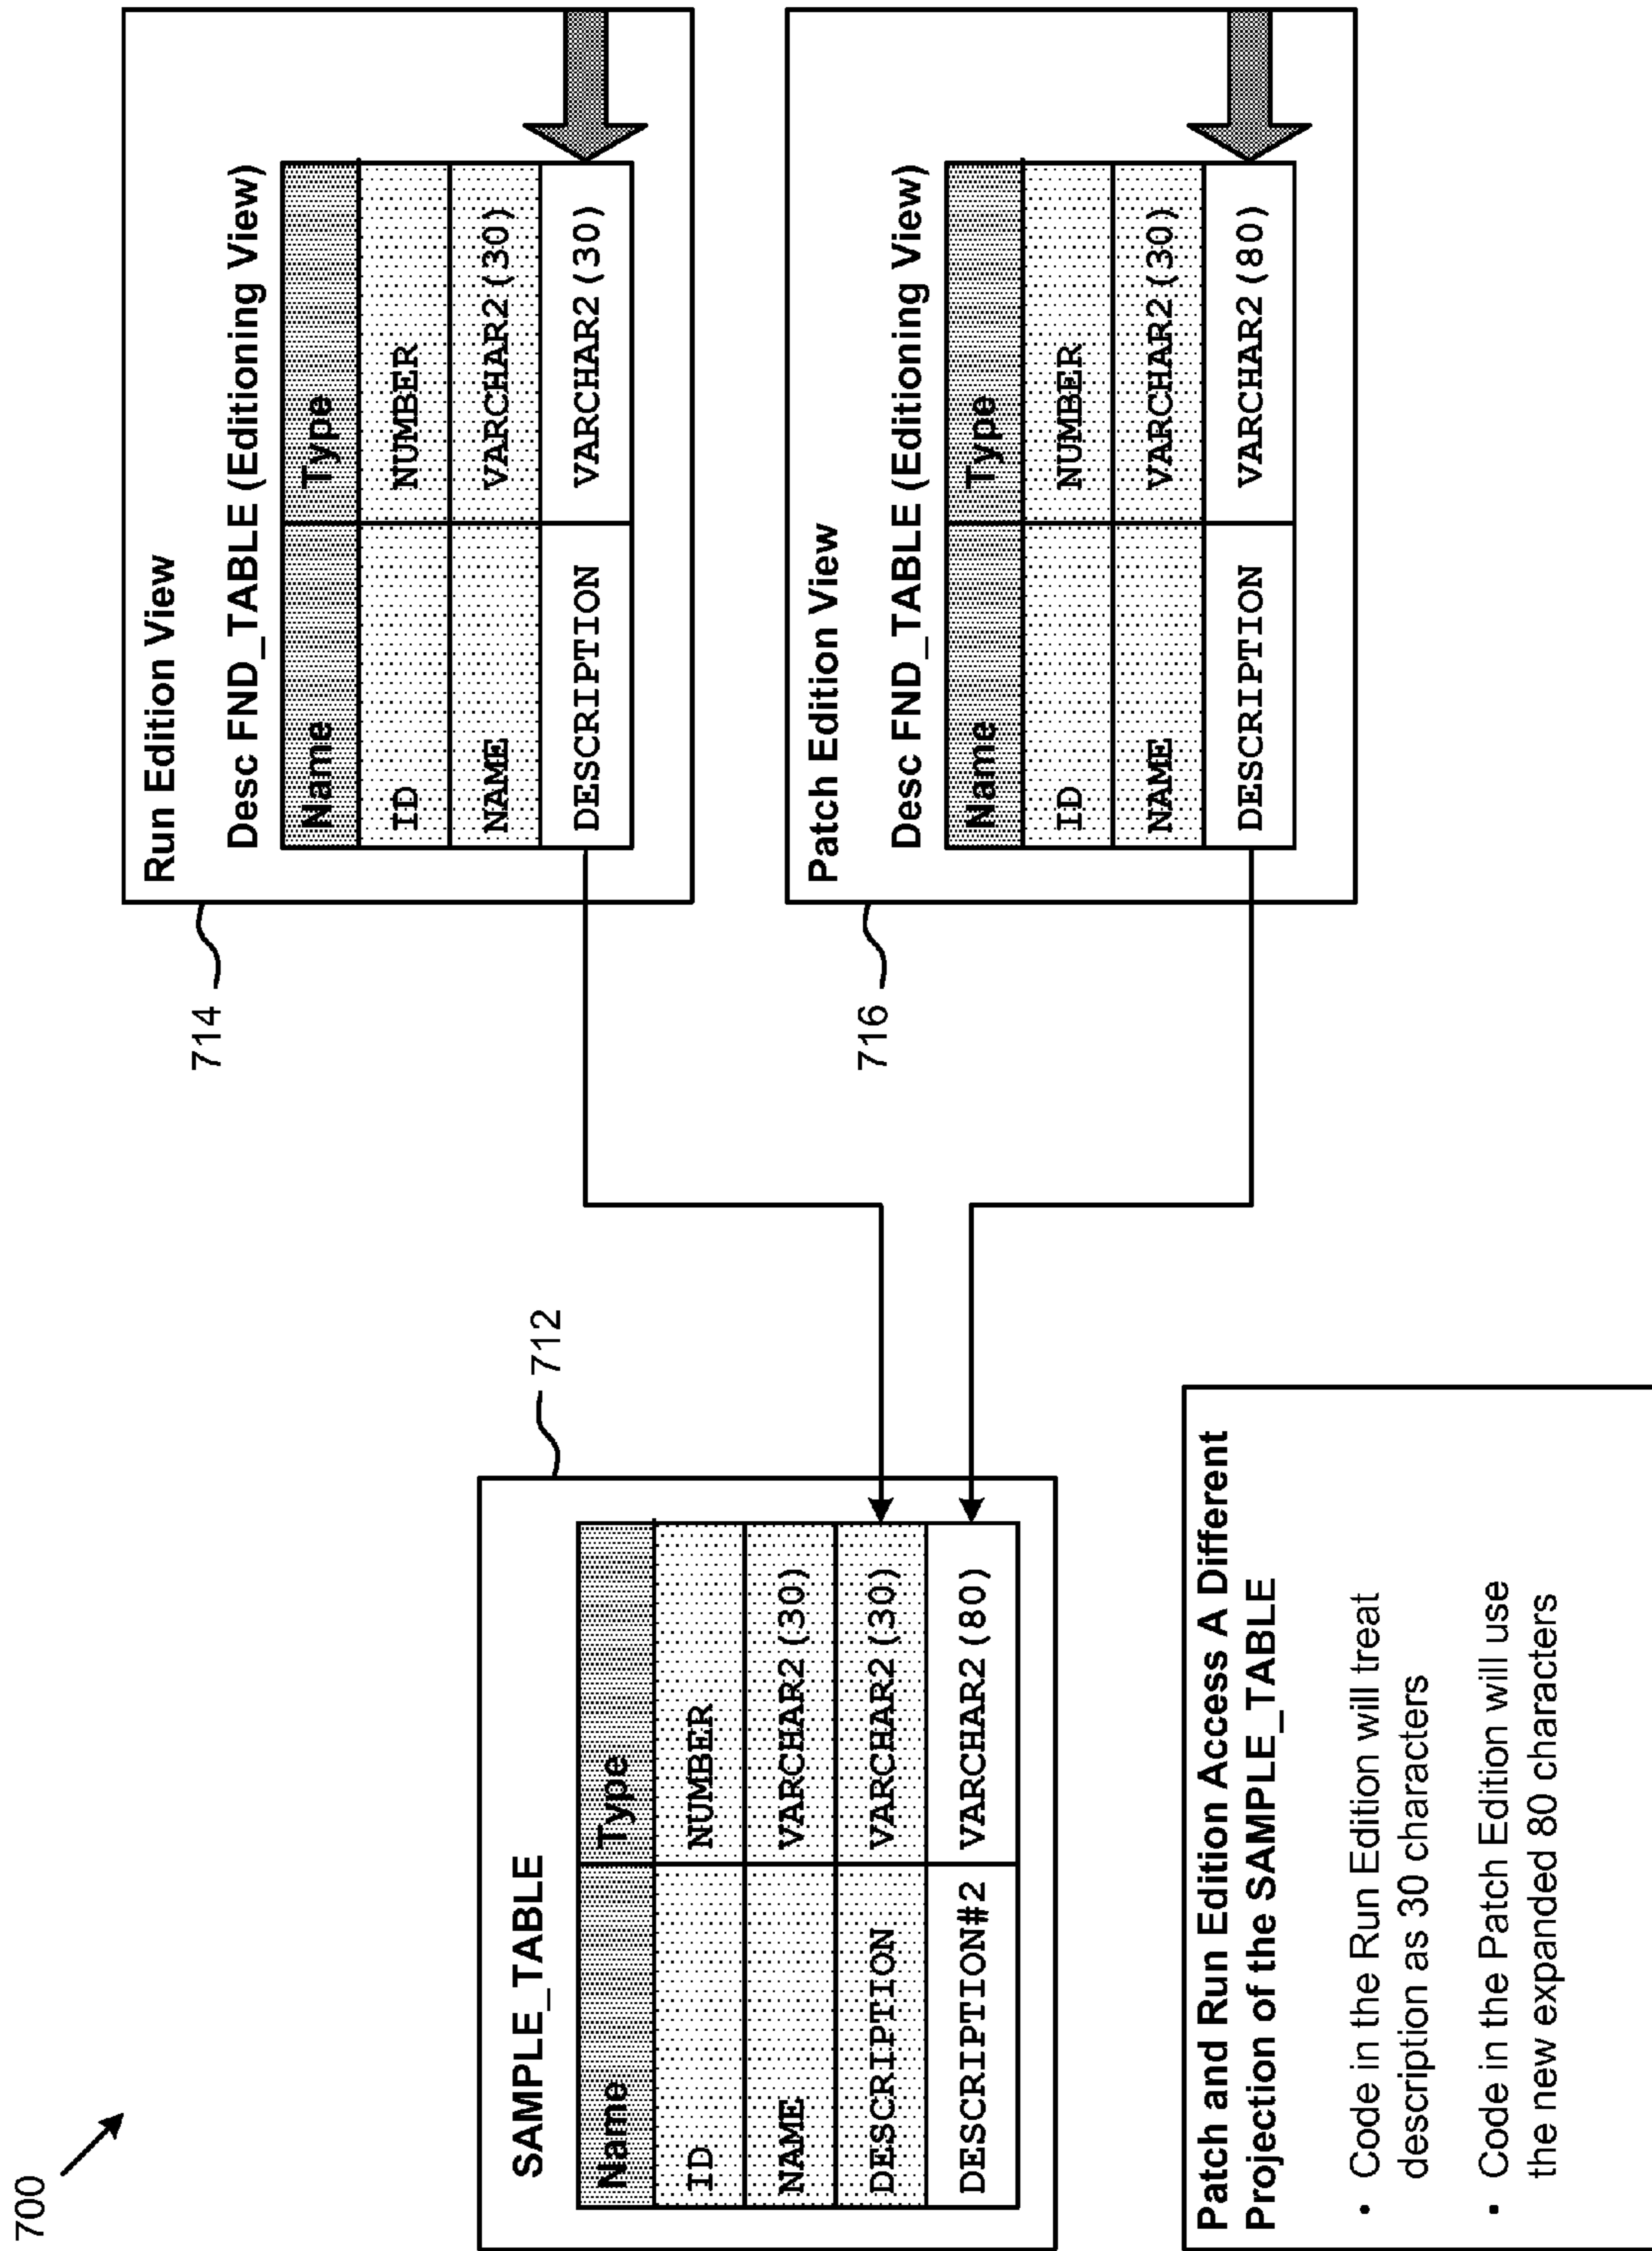 700
SAMPLE_TABLE
712
Name Type
ID NUMBER
NAME VARCHAR2(30)
DESCRIPTION VARCHAR2(30)
DESCRIPTION#2 VARCHAR2(80)
Patch and Run Edition Access A Different
Projection of the SAMPLE_TABLE
• Code in the Run Edition will treat
description as 30 characters
• Code in the Patch Edition will use
the new expanded 80 characters
714
Run Edition View
Desc FND_TABLE (Editioning View)
Name Type
ID NUMBER
NAME VARCHAR2(30)
DESCRIPTION VARCHAR2(30)
716
Patch Edition View
Desc FND_TABLE (Editioning View)
Name Type
ID NUMBER
NAME VARCHAR2(30)
DESCRIPTION VARCHAR2(80)